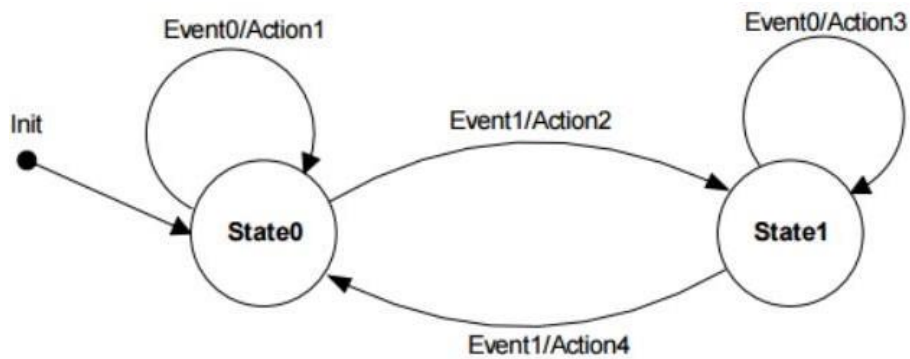 Event0/Action1
Event0/Action3
Init
Event1/Action2
State0
State1
Event1/Action4